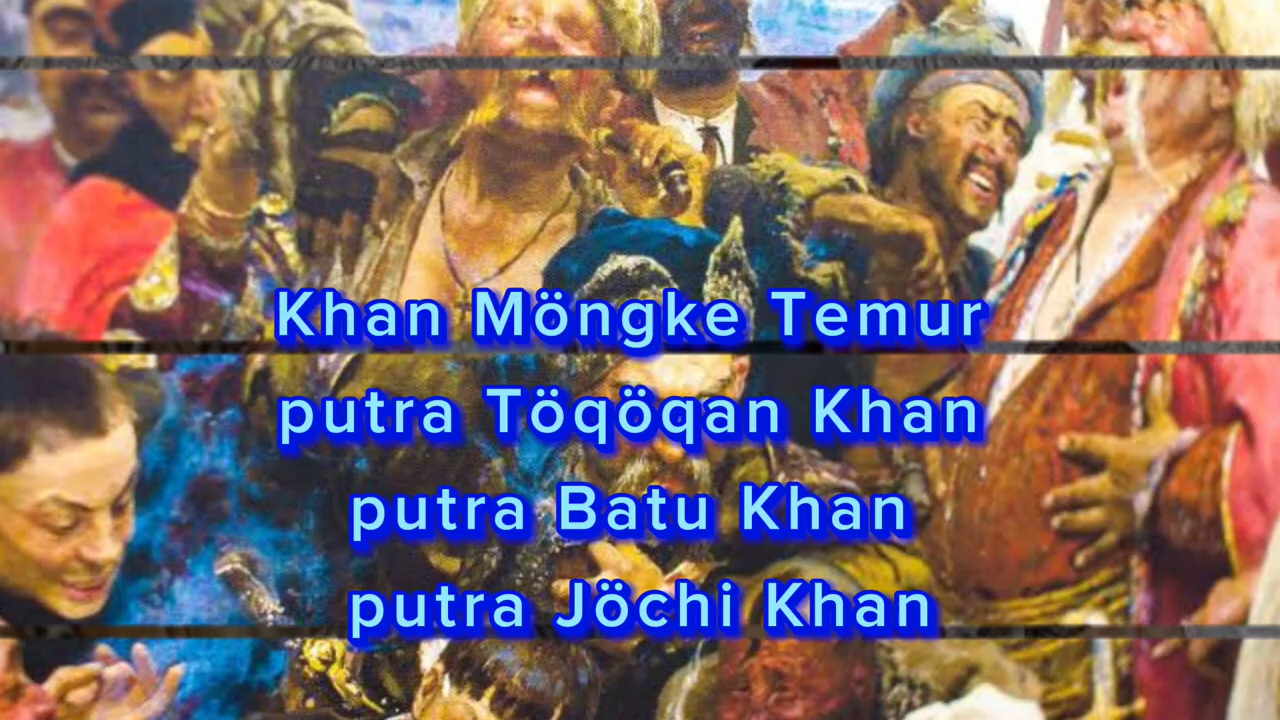 Khan Möngke Temur
putra Töqöqan Khan
putra Batu Khan
putra Jöchi Khan